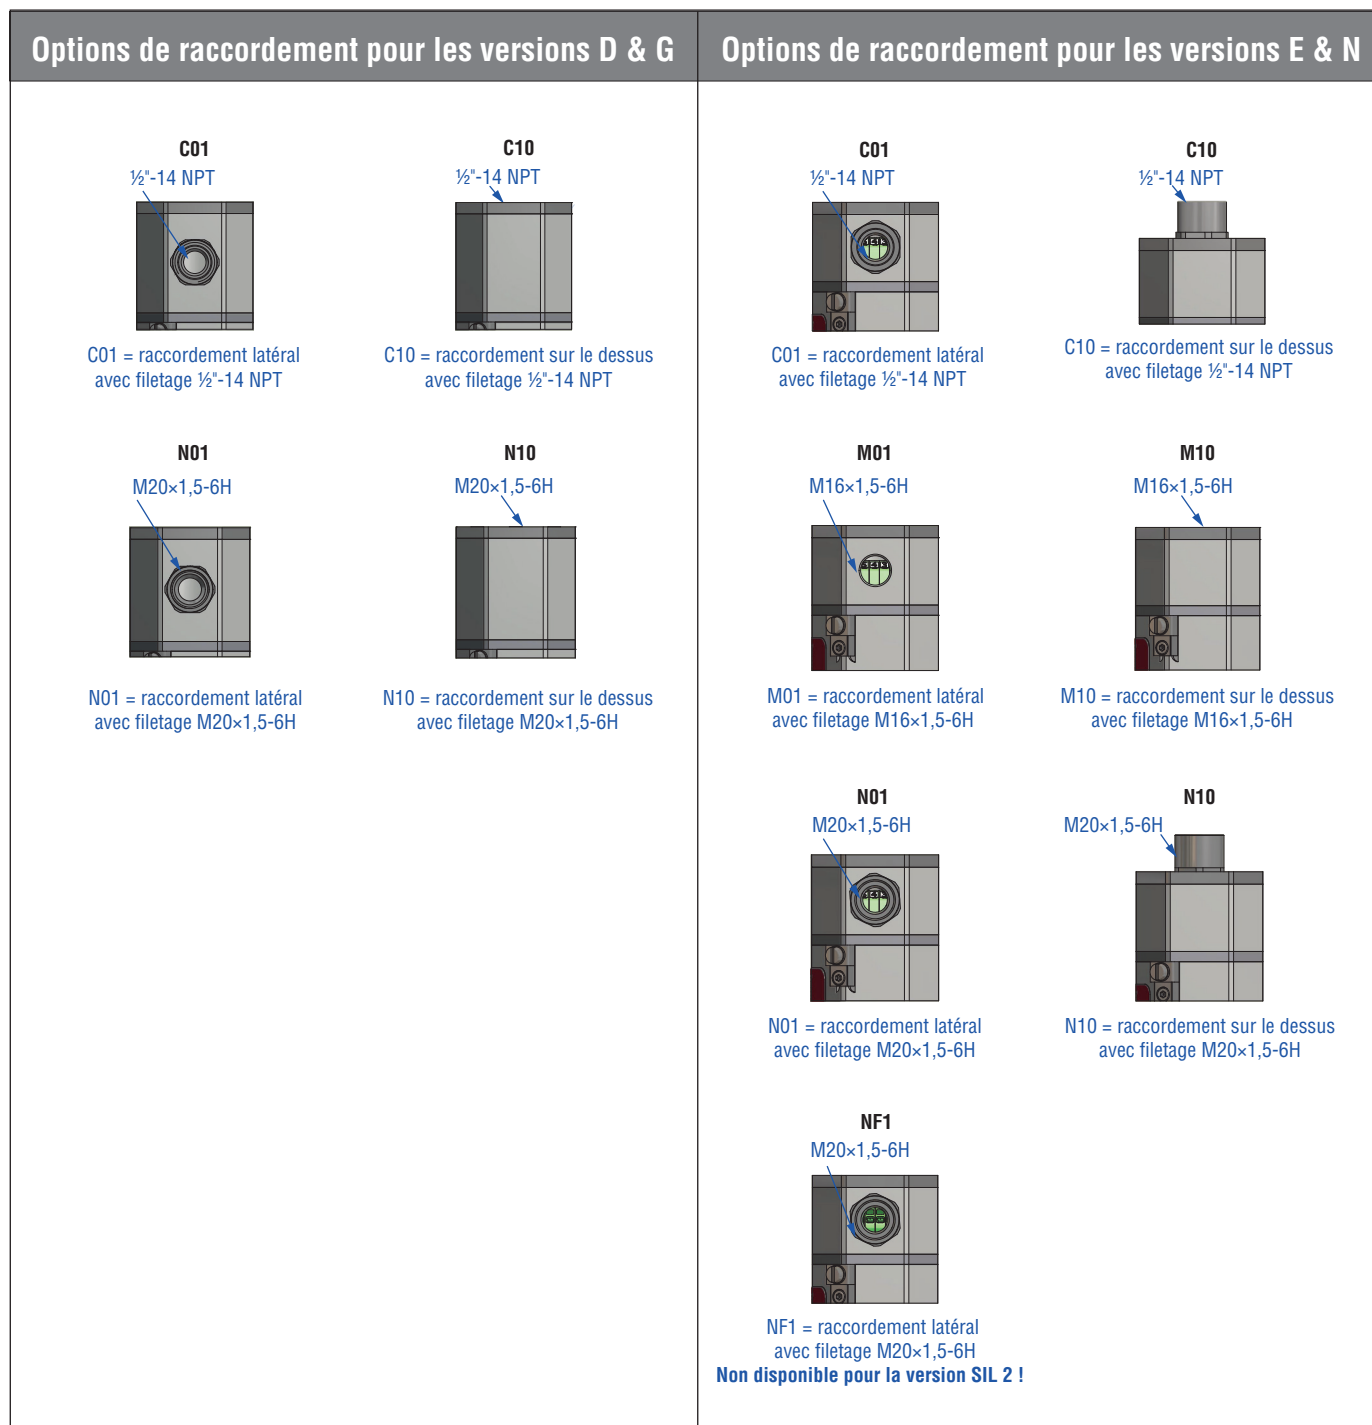 Options de raccordement pour les versions D & G
C01
½"-14 NPT
C01 = raccordement latéral
avec filetage ½"-14 NPT
C10
½"-14 NPT
C10 = raccordement sur le dessus
avec filetage ½"-14 NPT
N01
M20×1,5-6H
N01 = raccordement latéral
avec filetage M20×1,5-6H
N10
M20×1,5-6H
N10 = raccordement sur le dessus
avec filetage M20×1,5-6H
Options de raccordement pour les versions E & N
C01
½"-14 NPT
C01 = raccordement latéral
avec filetage ½"-14 NPT
C10
½"-14 NPT
C10 = raccordement sur le dessus
avec filetage ½"-14 NPT
M01
M16×1,5-6H
M01 = raccordement latéral
avec filetage M16×1,5-6H
M10
M16×1,5-6H
M10 = raccordement sur le dessus
avec filetage M16×1,5-6H
N01
M20×1,5-6H
N01 = raccordement latéral
avec filetage M20×1,5-6H
N10
M20×1,5-6H
N10 = raccordement sur le dessus
avec filetage M20×1,5-6H
NF1
M20×1,5-6H
NF1 = raccordement latéral
avec filetage M20×1,5-6H
Non disponible pour la version SIL 2 !